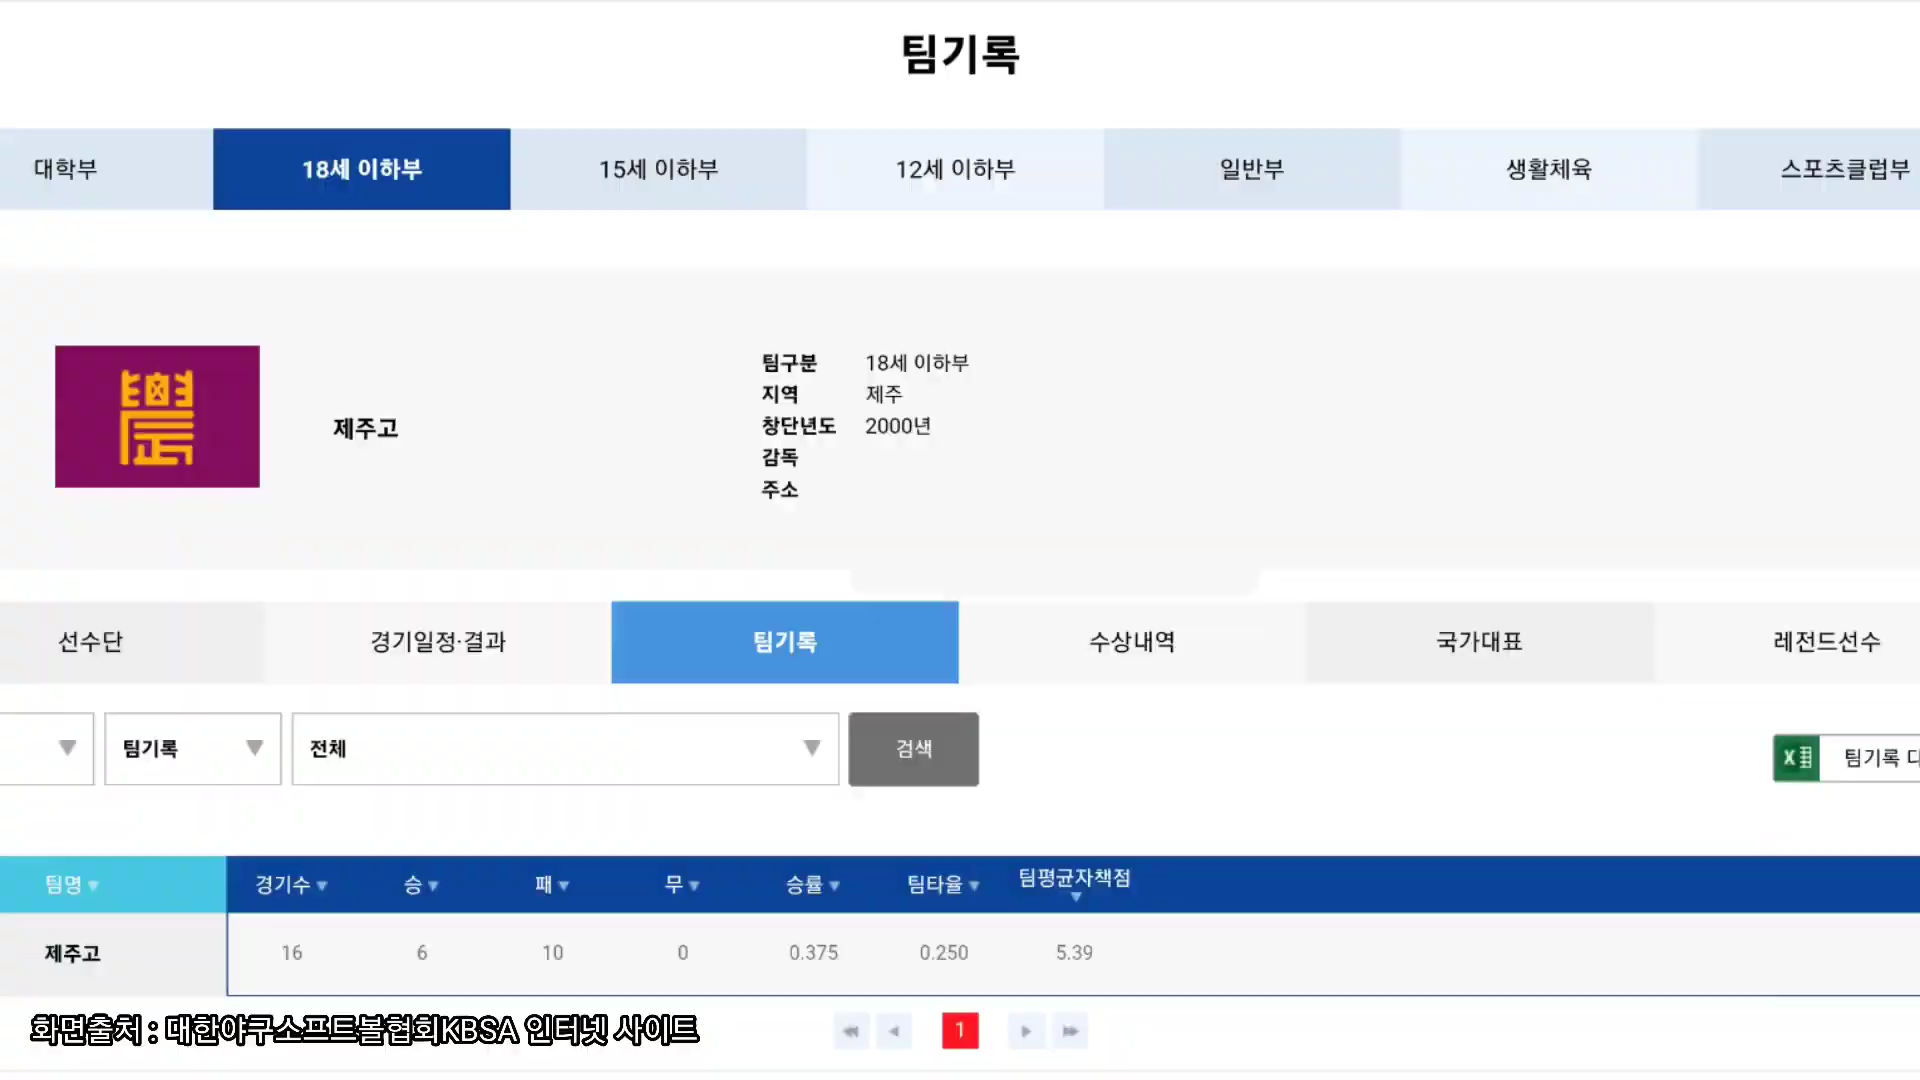 팀기록
대학부 18세 이하부 15세 이하부 12세 이하부 일반부 생활체육 스포츠클럽부
제주고
팀구분 18세 이하부
지역 제주
창단년도 2000년
감독
주소
선수단 경기일정·결과 팀기록 수상내역 국가대표 레전드선수
팀기록 전체 검색 팀기록
팀명 경기수 승 패 무 승률 팀타율 팀평균자책점
제주고 16 6 10 0 0.375 0.250 5.39
화면출처 : 대한야구소프트볼협회KBSA 인터넷 사이트
1